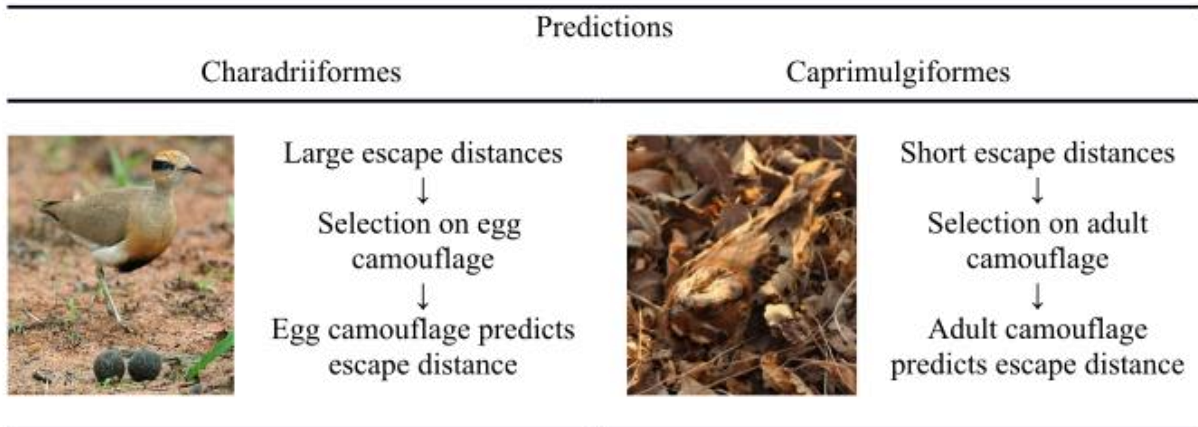 Predictions
Charadriiformes
Caprimulgiformes
Large escape distances
↓
Selection on egg
camouflage
↓
Egg camouflage predicts
escape distance
Short escape distances
↓
Selection on adult
camouflage
↓
Adult camouflage
predicts escape distance